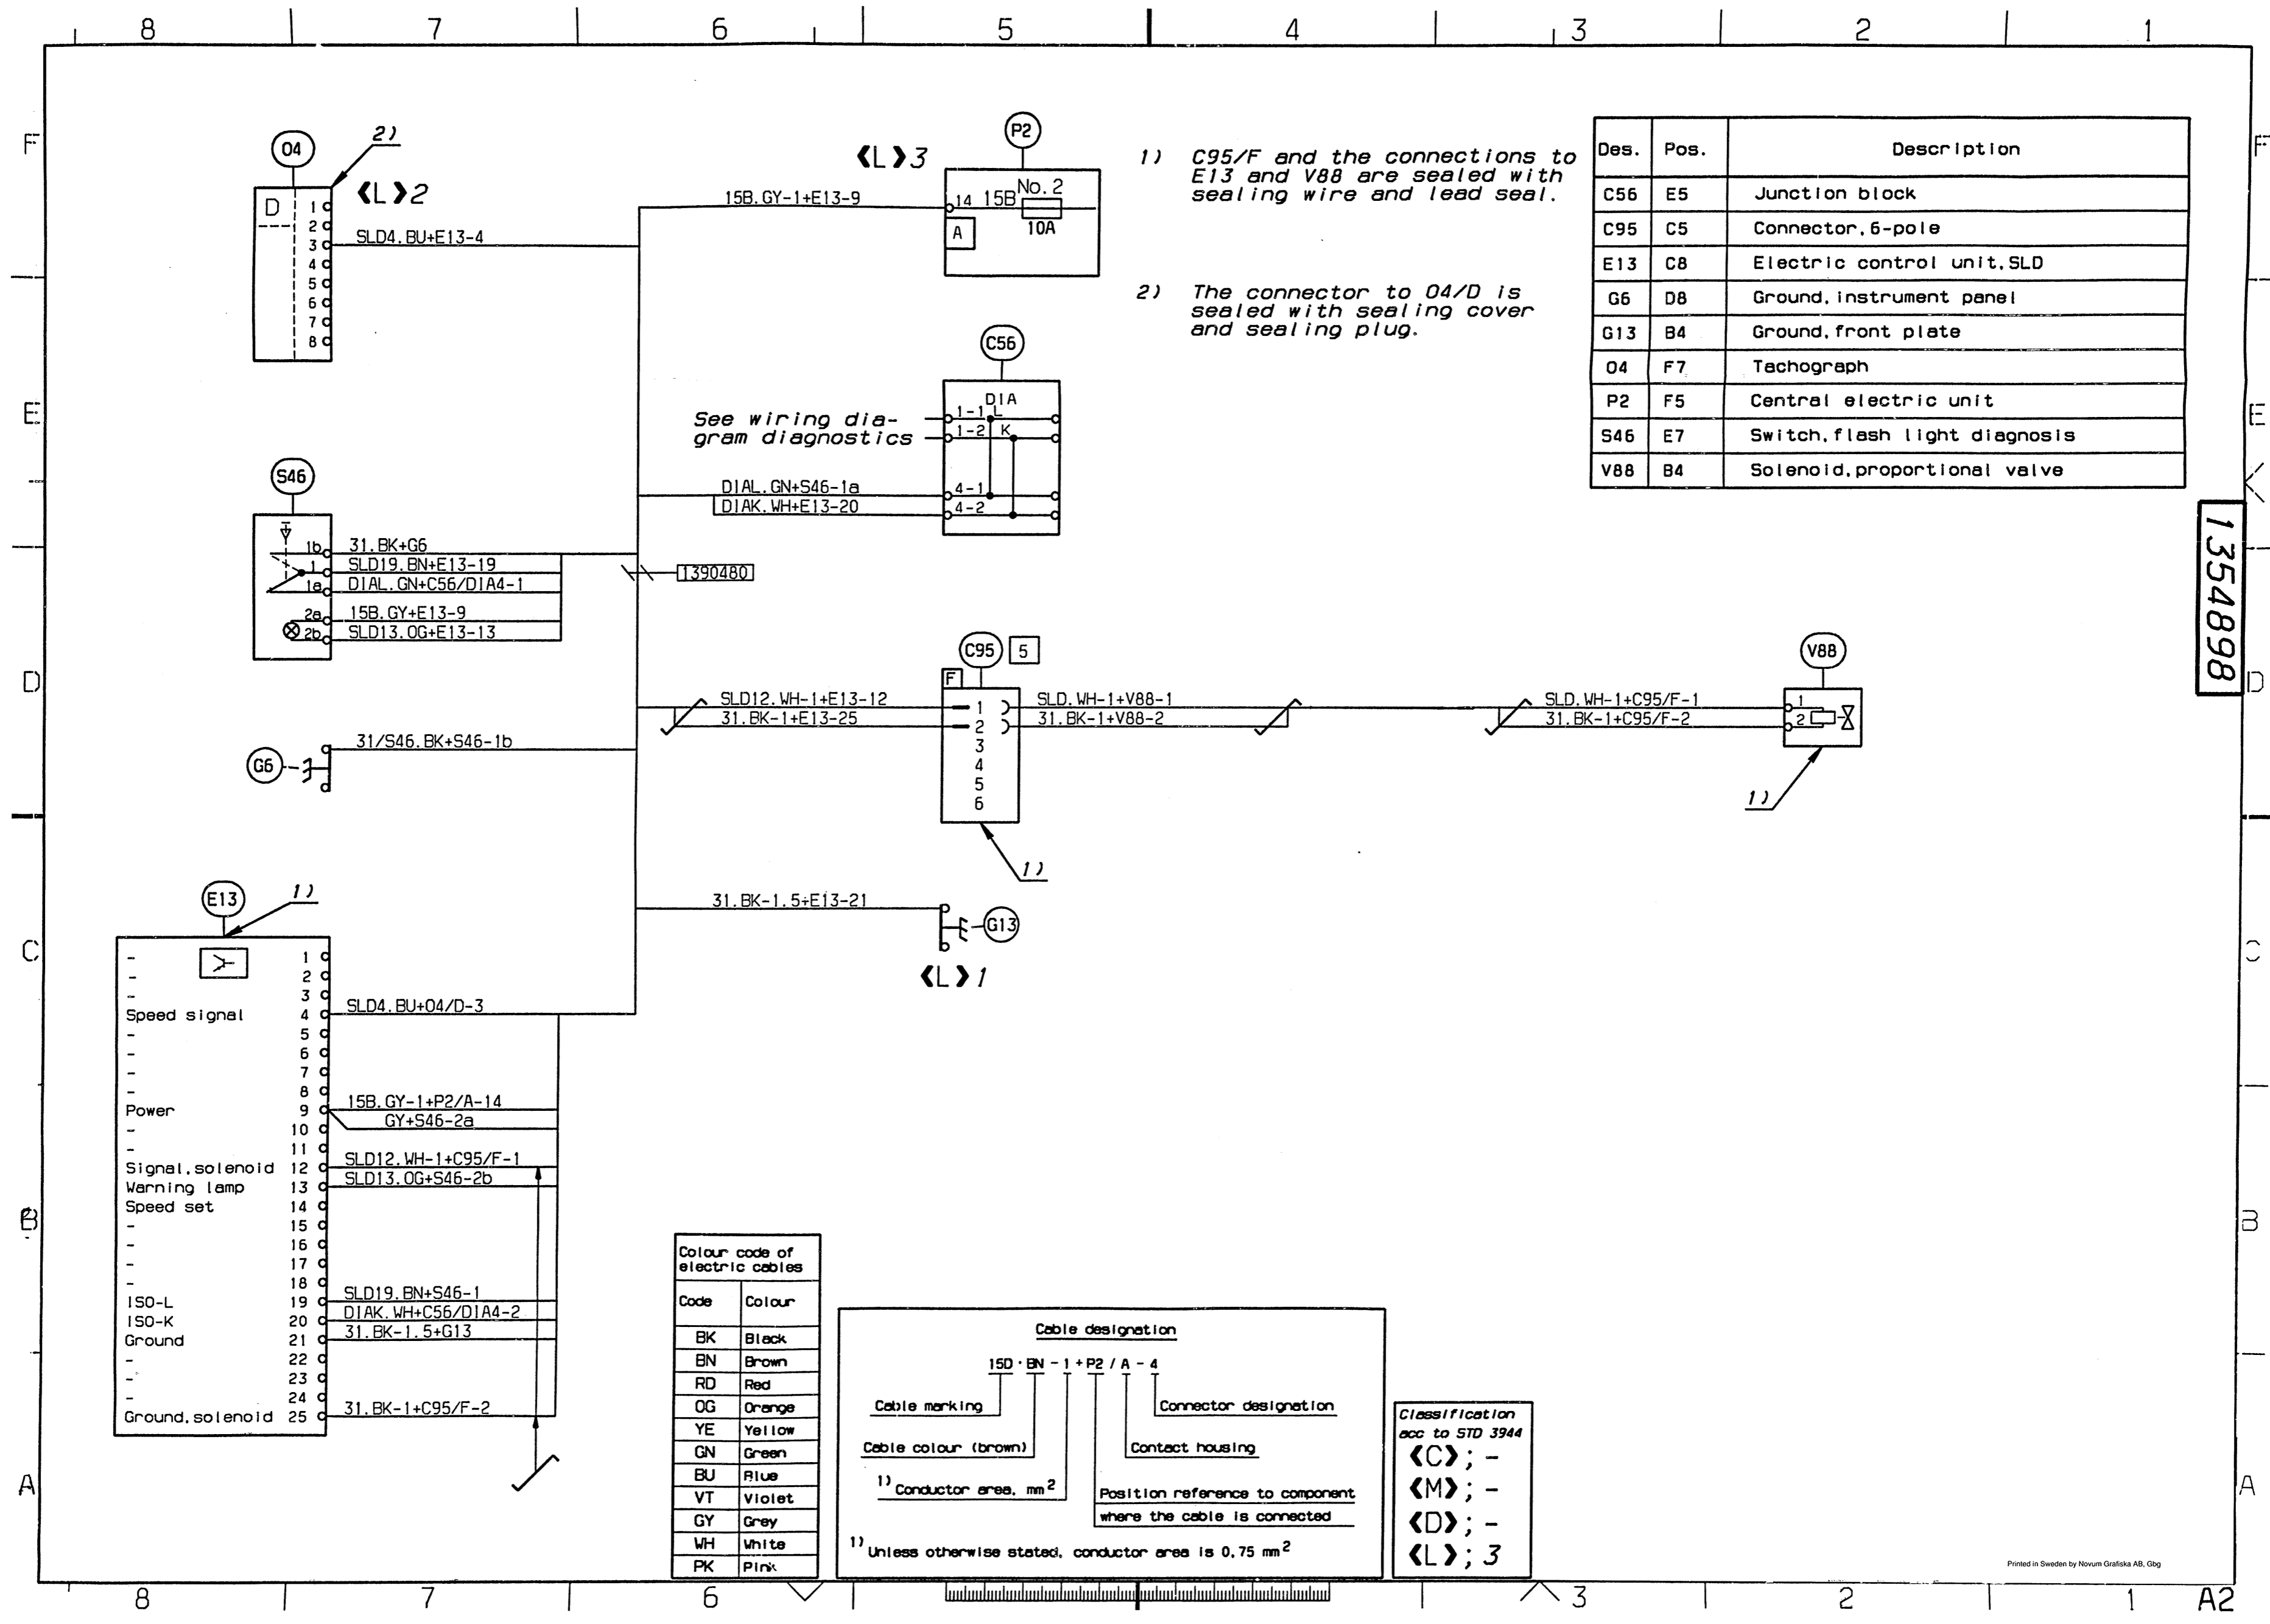 8 7 6 5 4 3 2 1
F
E
D
C
B
A
O4
2)
《L》2
D
1
2
3 SLD4.BU+E13-4
4
5
6
7
8
15B.GY-1+E13-9
《L》3
P2
14 15B No.2
10A
A
1) C95/F and the connections to
E13 and V88 are sealed with
sealing wire and lead seal.
2) The connector to O4/D is
sealed with sealing cover
and sealing plug.
Des. Pos. Description
C56 E5 Junction block
C95 C5 Connector,6-pole
E13 C8 Electric control unit,SLD
G6 D8 Ground,instrument panel
G13 B4 Ground,front plate
O4 F7 Tachograph
P2 F5 Central electric unit
S46 E7 Switch,flash light diagnosis
V88 B4 Solenoid,proportional valve
1354898
C56
DIA
1-1 L
1-2 K
4-1
4-2
See wiring dia-
gram diagnostics
DIAL.GN+S46-1a
DIAK.WH+E13-20
S46
1b 31.BK+G6
1 SLD19.BN+E13-19
1a DIAL.GN+C56/DIA4-1
2a 15B.GY+E13-9
2b SLD13.OG+E13-13
1390480
C95 5
F
SLD12.WH-1+E13-12 1 SLD.WH-1+V88-1
31.BK-1+E13-25 2 31.BK-1+V88-2
3
4
5
6
1)
V88
SLD.WH-1+C95/F-1 1
31.BK-1+C95/F-2 2
1)
G6
31/S46.BK+S46-1b
31.BK-1.5+E13-21
G13
《L》1
E13
1)
- 1
- 2
- 3
Speed signal 4 SLD4.BU+O4/D-3
- 5
- 6
- 7
- 8
Power 9 15B.GY-1+P2/A-14
- 10 GY+S46-2a
- 11
Signal,solenoid 12 SLD12.WH-1+C95/F-1
Warning lamp 13 SLD13.OG+S46-2b
Speed set 14
- 15
- 16
- 17
- 18
ISO-L 19 SLD19.BN+S46-1
ISO-K 20 DIAK.WH+C56/DIA4-2
Ground 21 31.BK-1.5+G13
- 22
- 23
- 24
Ground,solenoid 25 31.BK-1+C95/F-2
Colour code of
electric cables
Code Colour
BK Black
BN Brown
RD Red
OG Orange
YE Yellow
GN Green
BU Blue
VT Violet
GY Grey
WH White
PK Pink
Cable designation
15D · BN - 1 + P2 / A - 4
Cable marking
Connector designation
Cable colour (brown)
Contact housing
1) Conductor area, mm2
Position reference to component
where the cable is connected
1) Unless otherwise stated, conductor area is 0,75 mm2
Classification
acc to STD 3944
《C》; -
《M》; -
《D》; -
《L》; 3
Printed in Sweden by Novum Grafiska AB, Gbg
F
E
D
C
B
A
8 7 6 3 2 1 A2